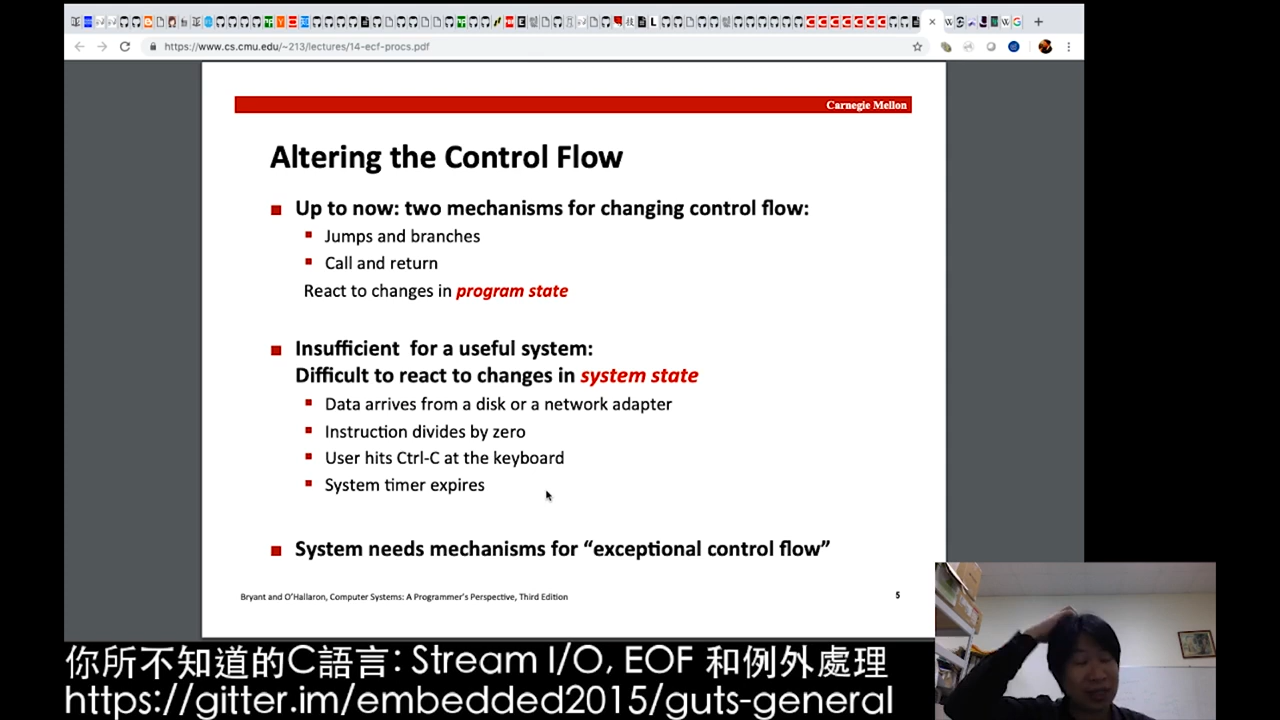 https://www.cs.cmu.edu/~213/lectures/14-ecf-procs.pdf
Carnegie Mellon
Altering the Control Flow
Up to now: two mechanisms for changing control flow:
Jumps and branches
Call and return
React to changes in program state
Insufficient for a useful system:
Difficult to react to changes in system state
Data arrives from a disk or a network adapter
Instruction divides by zero
User hits Ctrl-C at the keyboard
System timer expires
System needs mechanisms for “exceptional control flow”
Bryant and O’Hallaron, Computer Systems: A Programmer’s Perspective, Third Edition
5
你所不知道的C語言: Stream I/O, EOF 和例外處理
https://gitter.im/embedded2015/guts-general